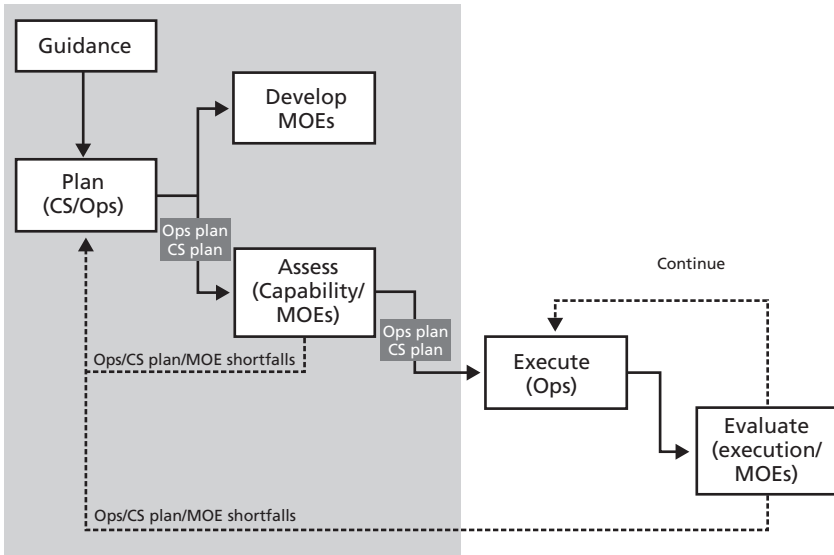 Guidance
Develop
MOEs
Plan
(CS/Ops)
Ops plan
CS plan
Assess
(Capability/
MOEs)
Continue
Ops plan
CS plan
Ops/CS plan/MOE shortfalls
Execute
(Ops)
Evaluate
(execution/
MOEs)
Ops/CS plan/MOE shortfalls